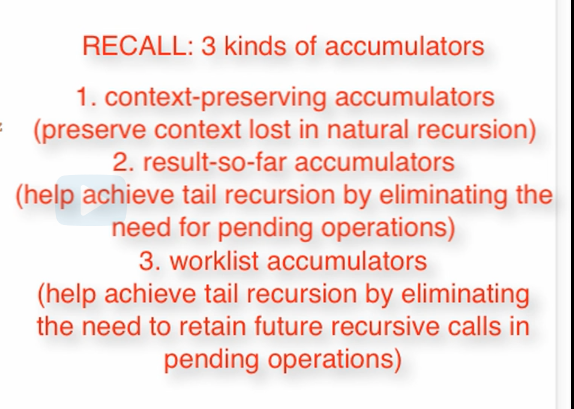 RECALL: 3 kinds of accumulators
1. context-preserving accumulators
(preserve context lost in natural recursion)
2. result-so-far accumulators
(help achieve tail recursion by eliminating the
need for pending operations)
3. worklist accumulators
(help achieve tail recursion by eliminating
the need to retain future recursive calls in
pending operations)